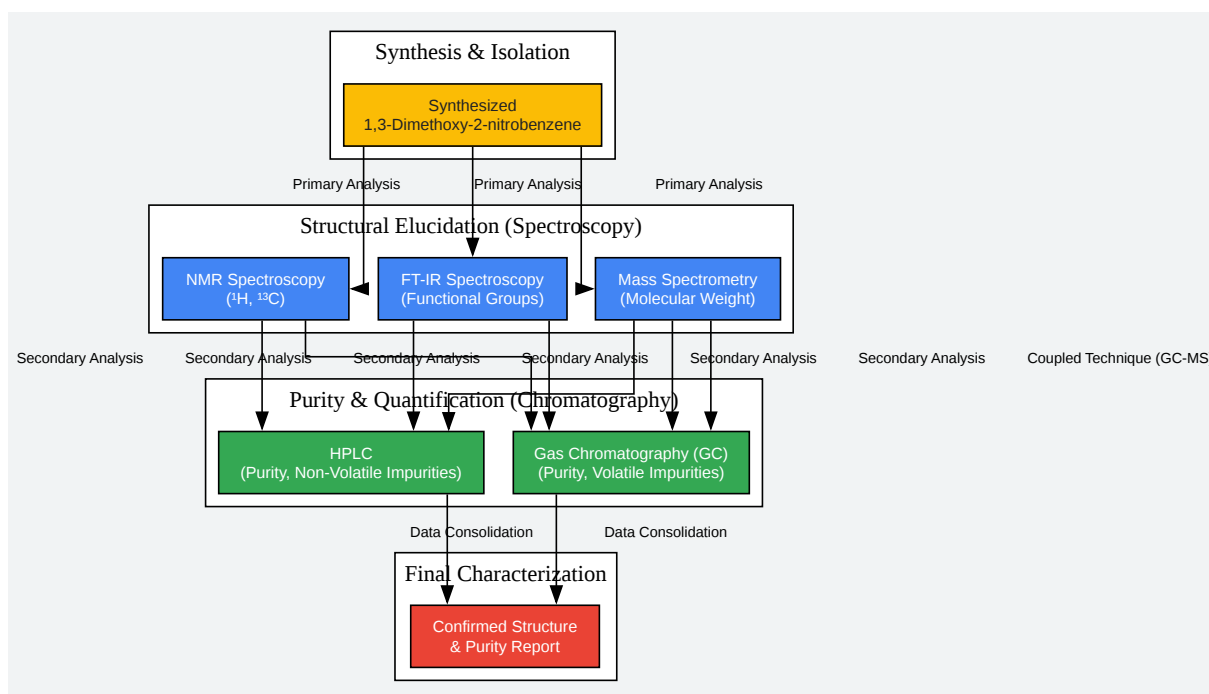 Synthesis & Isolation
Synthesized
1,3-Dimethoxy-2-nitrobenzene
Primary Analysis
Primary Analysis
Primary Analysis
Structural Elucidation (Spectroscopy)
NMR Spectroscopy
(¹H, ¹³C)
FT-IR Spectroscopy
(Functional Groups)
Mass Spectrometry
(Molecular Weight)
Secondary Analysis
Secondary Analysis
Secondary Analysis
Secondary Analysis
Secondary Analysis
Secondary Analysis
Coupled Technique (GC-MS
Purity & Quantification (Chromatography)
HPLC
(Purity, Non-Volatile Impurities)
Gas Chromatography (GC)
(Purity, Volatile Impurities)
Data Consolidation
Data Consolidation
Final Characterization
Confirmed Structure
& Purity Report